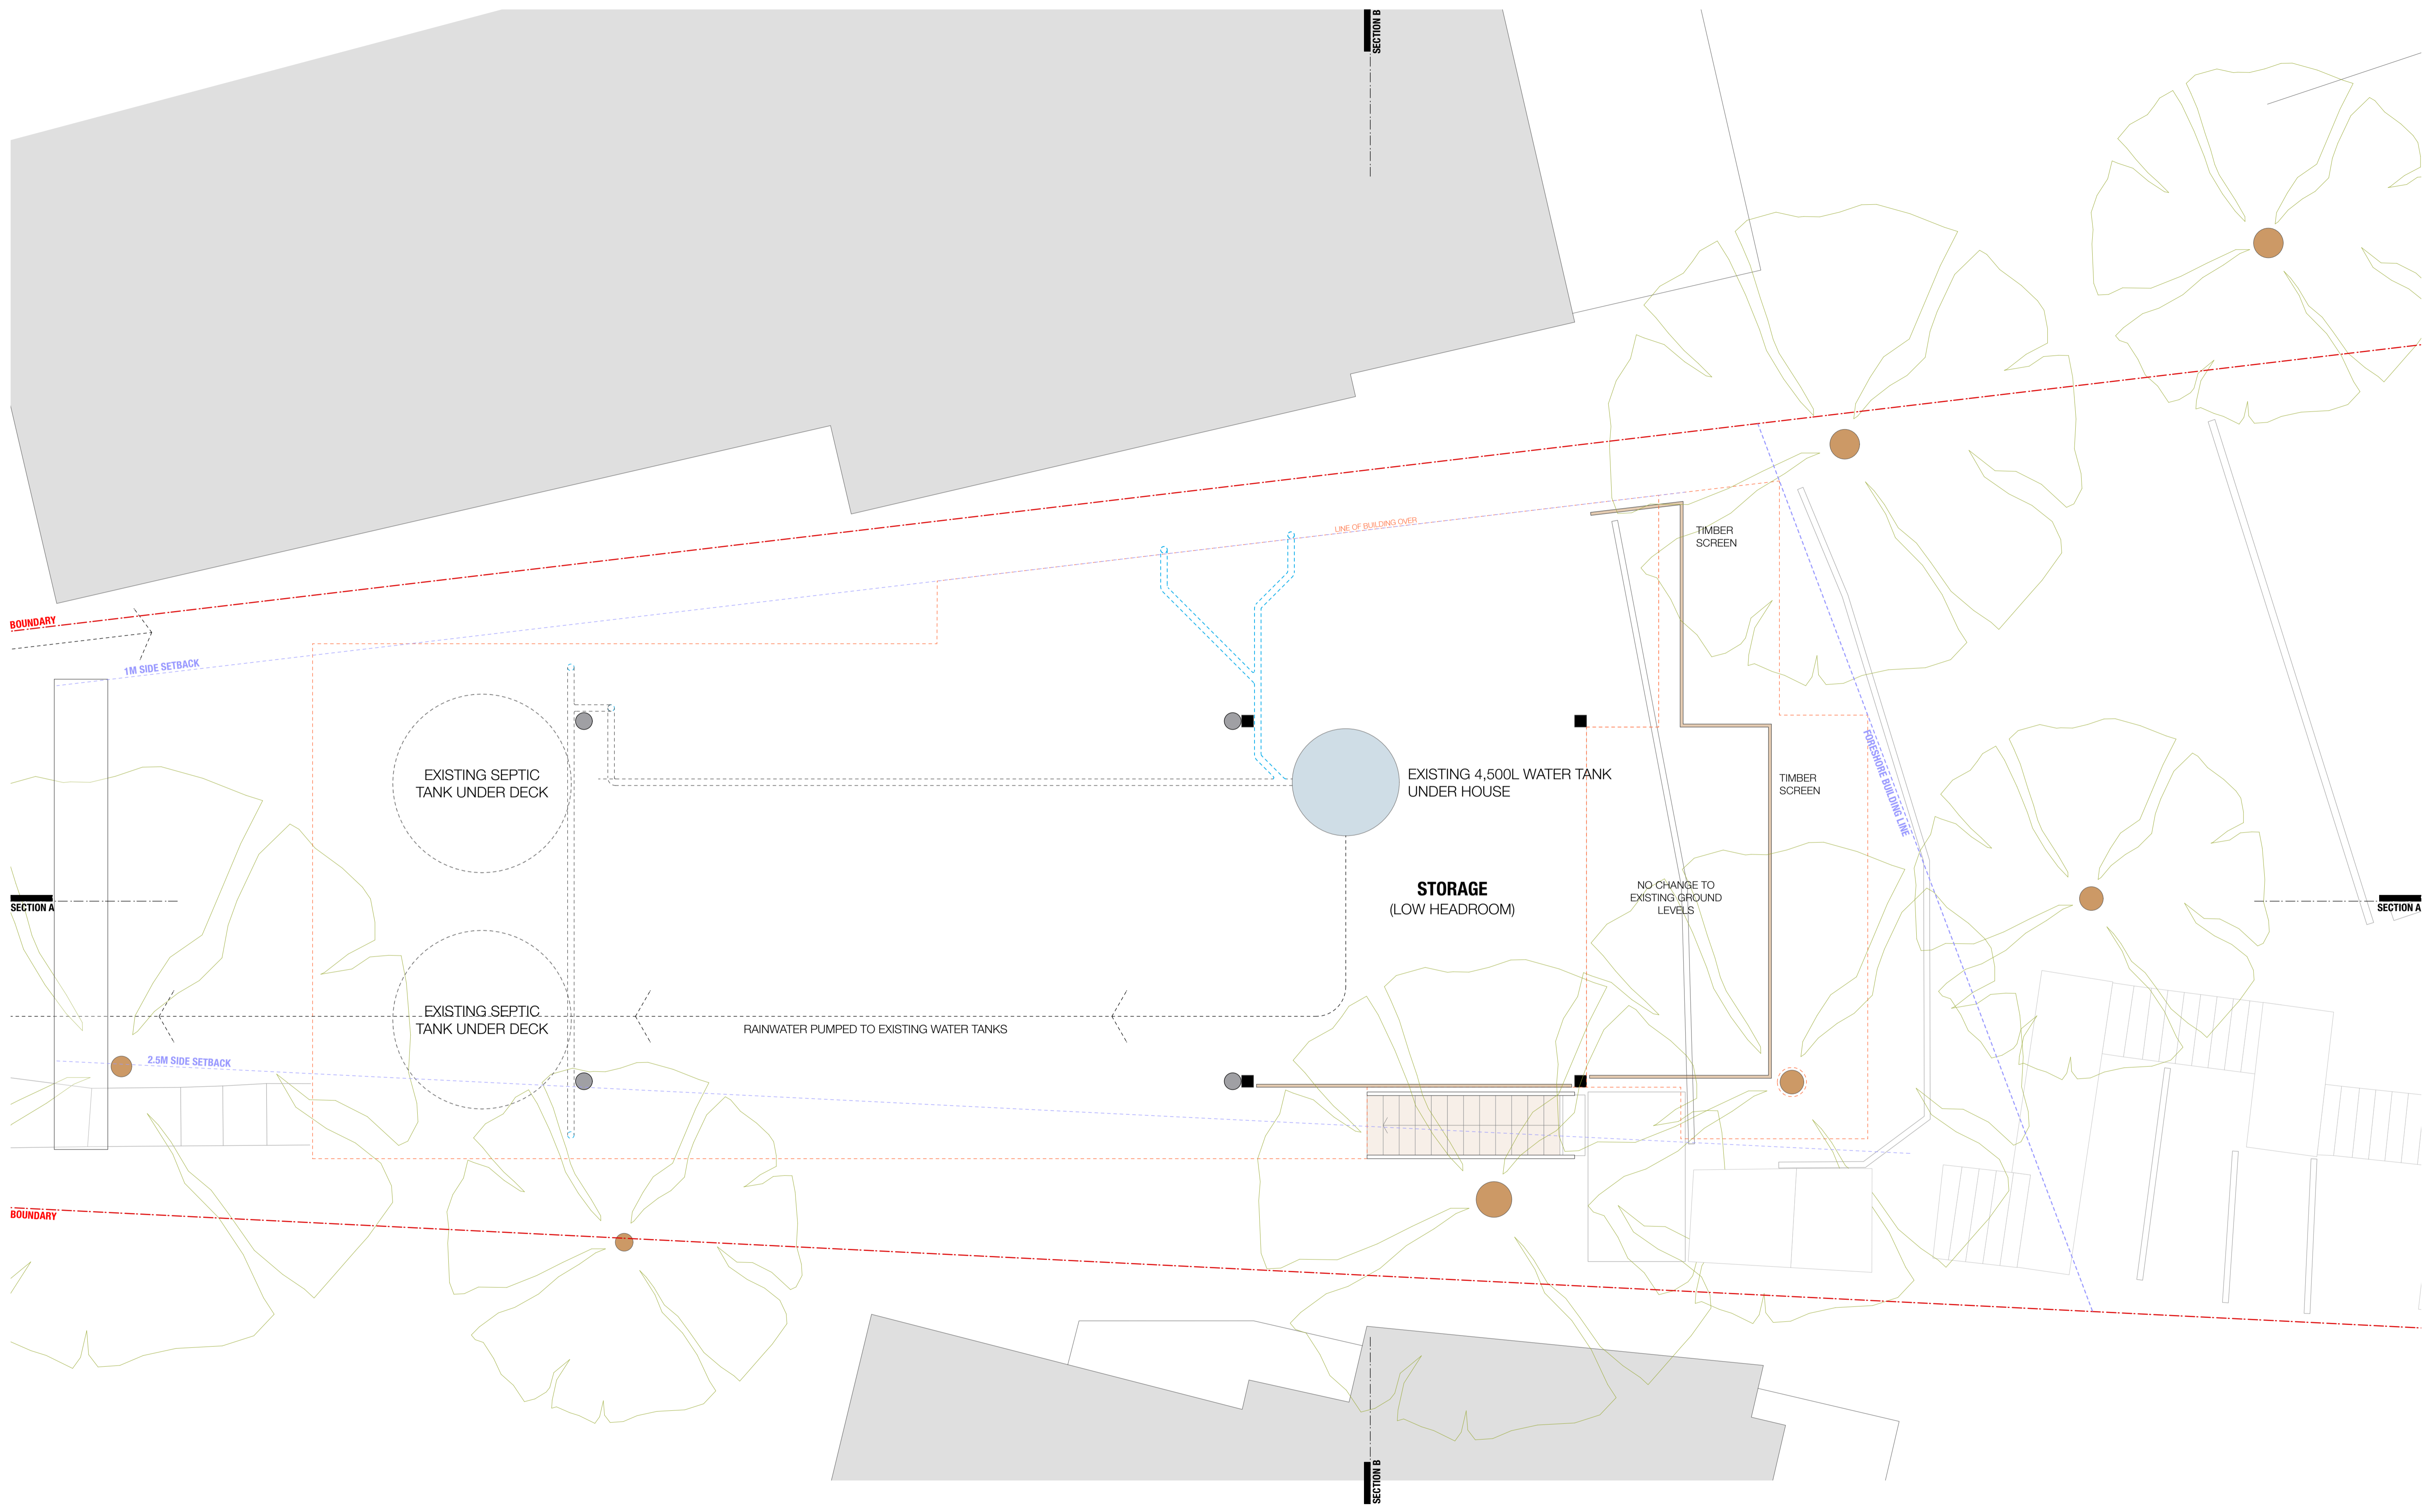 SECTION B
LINE OF BUILDING OVER
TIMBER
SCREEN
BOUNDARY
1M SIDE SETBACK
EXISTING SEPTIC
TANK UNDER DECK
EXISTING 4,500L WATER TANK
UNDER HOUSE
TIMBER
SCREEN
FORESHORE BUILDING LINE
STORAGE
(LOW HEADROOM)
NO CHANGE TO
EXISTING GROUND
LEVELS
SECTION A
SECTION A
EXISTING SEPTIC
TANK UNDER DECK
RAINWATER PUMPED TO EXISTING WATER TANKS
2.5M SIDE SETBACK
BOUNDARY
SECTION B